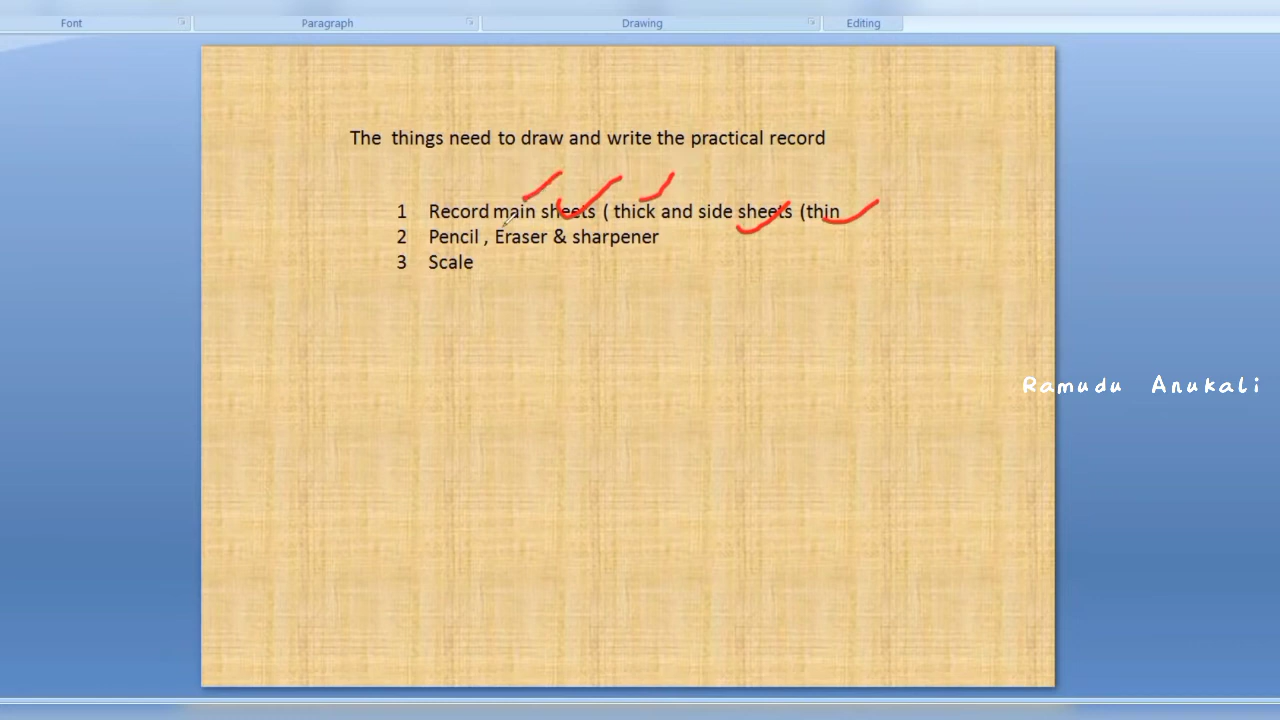 Font Paragraph Drawing Editing
The things need to draw and write the practical record
1 Record main sheets ( thick and side sheets (thin
2 Pencil , Eraser & sharpener
3 Scale
Ramudu Anukali